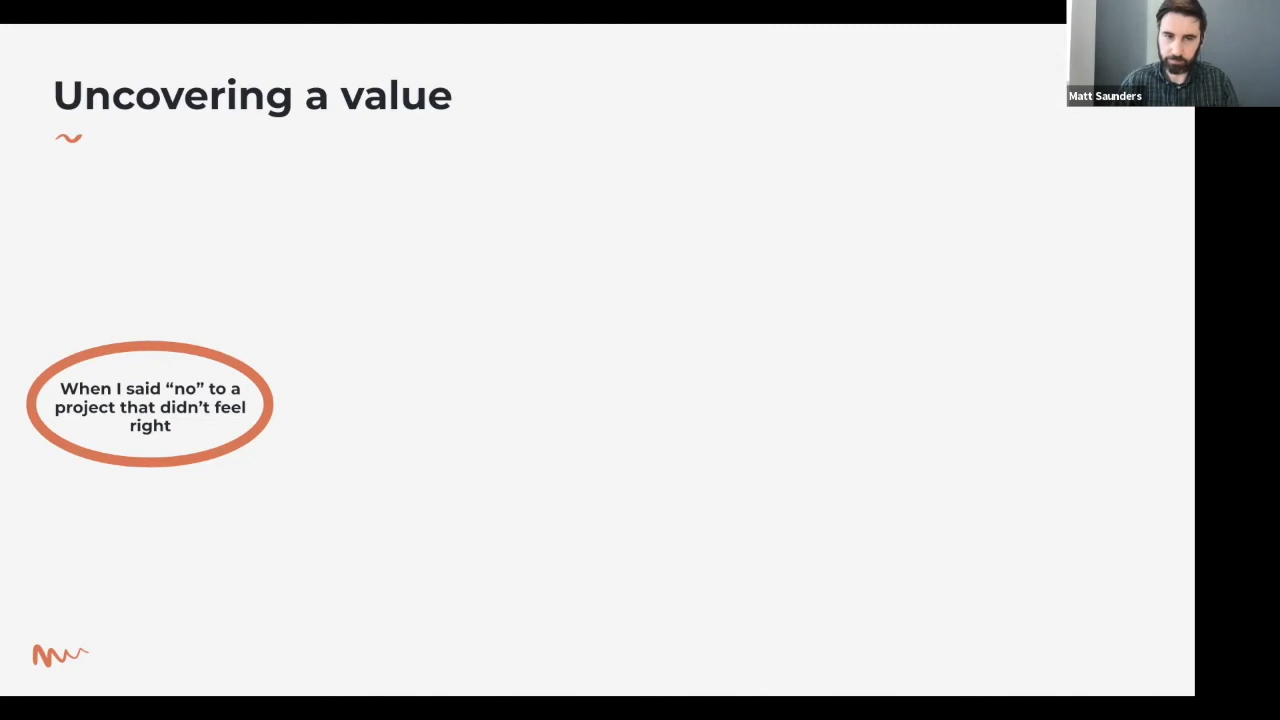 Uncovering a value
Matt Saunders
When I said “no” to a
project that didn’t feel
right